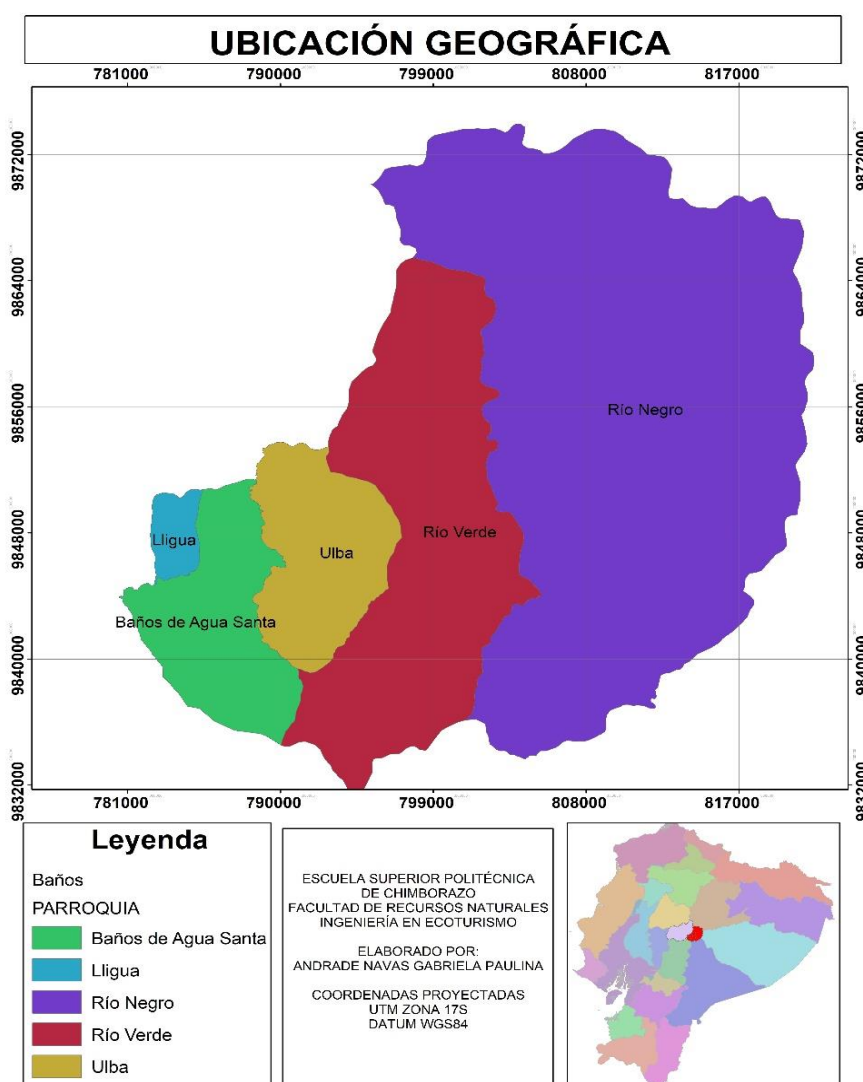 UBICACIÓN GEOGRÁFICA
781000 790000 799000 808000 817000
9872000 9872000
9864000 9864000
9856000 9856000
9848000 9848000
9840000 9840000
9832000 9832000
Río Negro
Río Verde
Lligua
Ulba
Baños de Agua Santa
781000 790000 799000 808000 817000
Leyenda
Baños
PARROQUIA
Baños de Agua Santa
Lligua
Río Negro
Río Verde
Ulba
ESCUELA SUPERIOR POLITÉCNICA
DE CHIMBORAZO
FACULTAD DE RECURSOS NATURALES
INGENIERÍA EN ECOTURISMO
ELABORADO POR:
ANDRADE NAVAS GABRIELA PAULINA
COORDENADAS PROYECTADAS
UTM ZONA 17S
DATUM WGS84